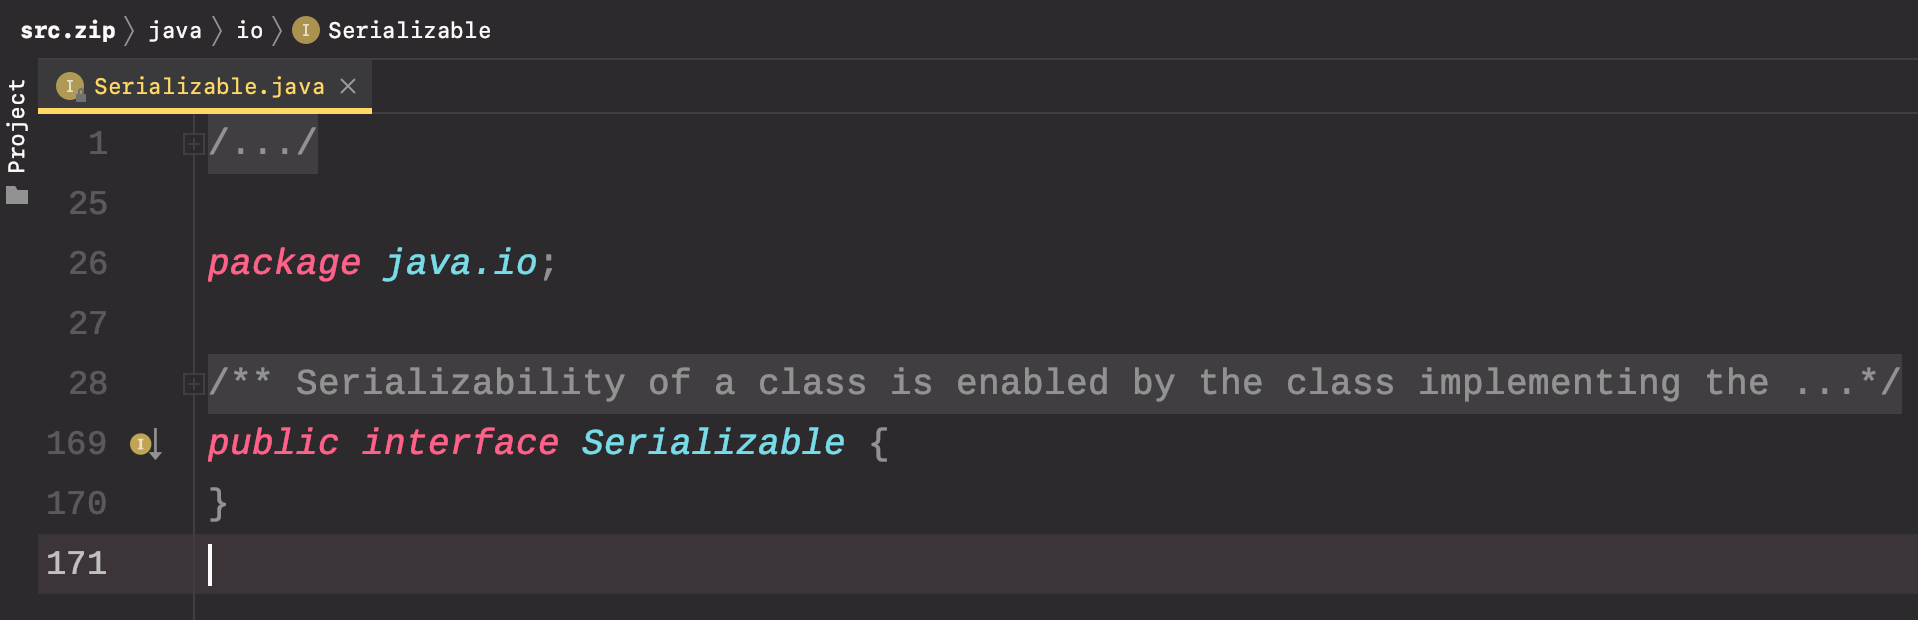 src.zip java io I Serializable
Project
I Serializable.java
1 /.../
25
26 package java.io;
27
28 /** Serializability of a class is enabled by the class implementing the ...*/
169 I public interface Serializable {
170 }
171